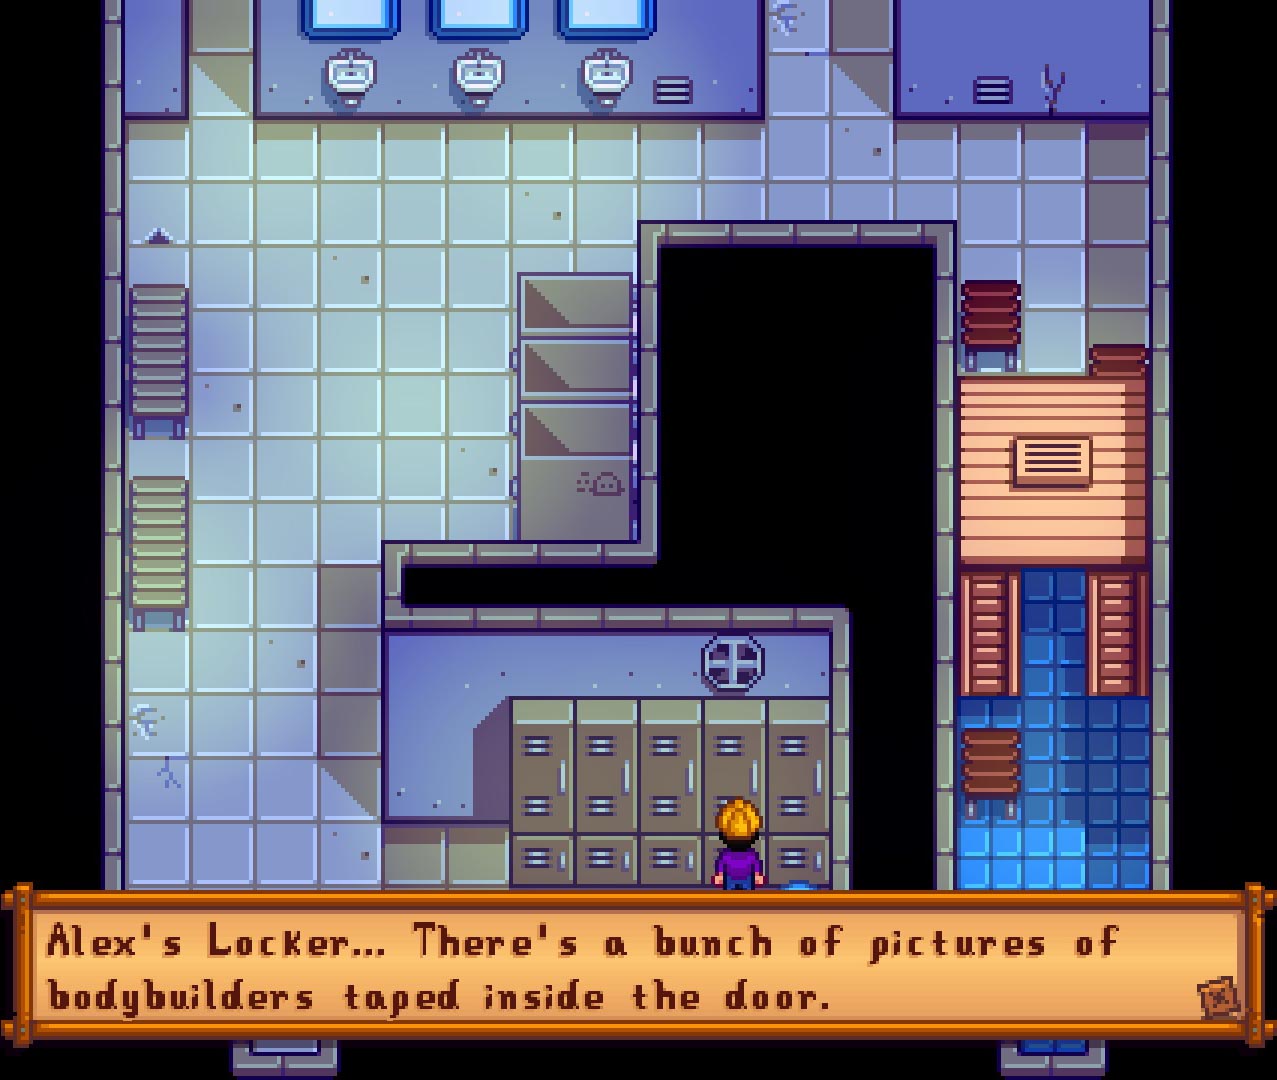 Alex's Locker... There's a bunch of pictures of
bodybuilders taped inside the door.